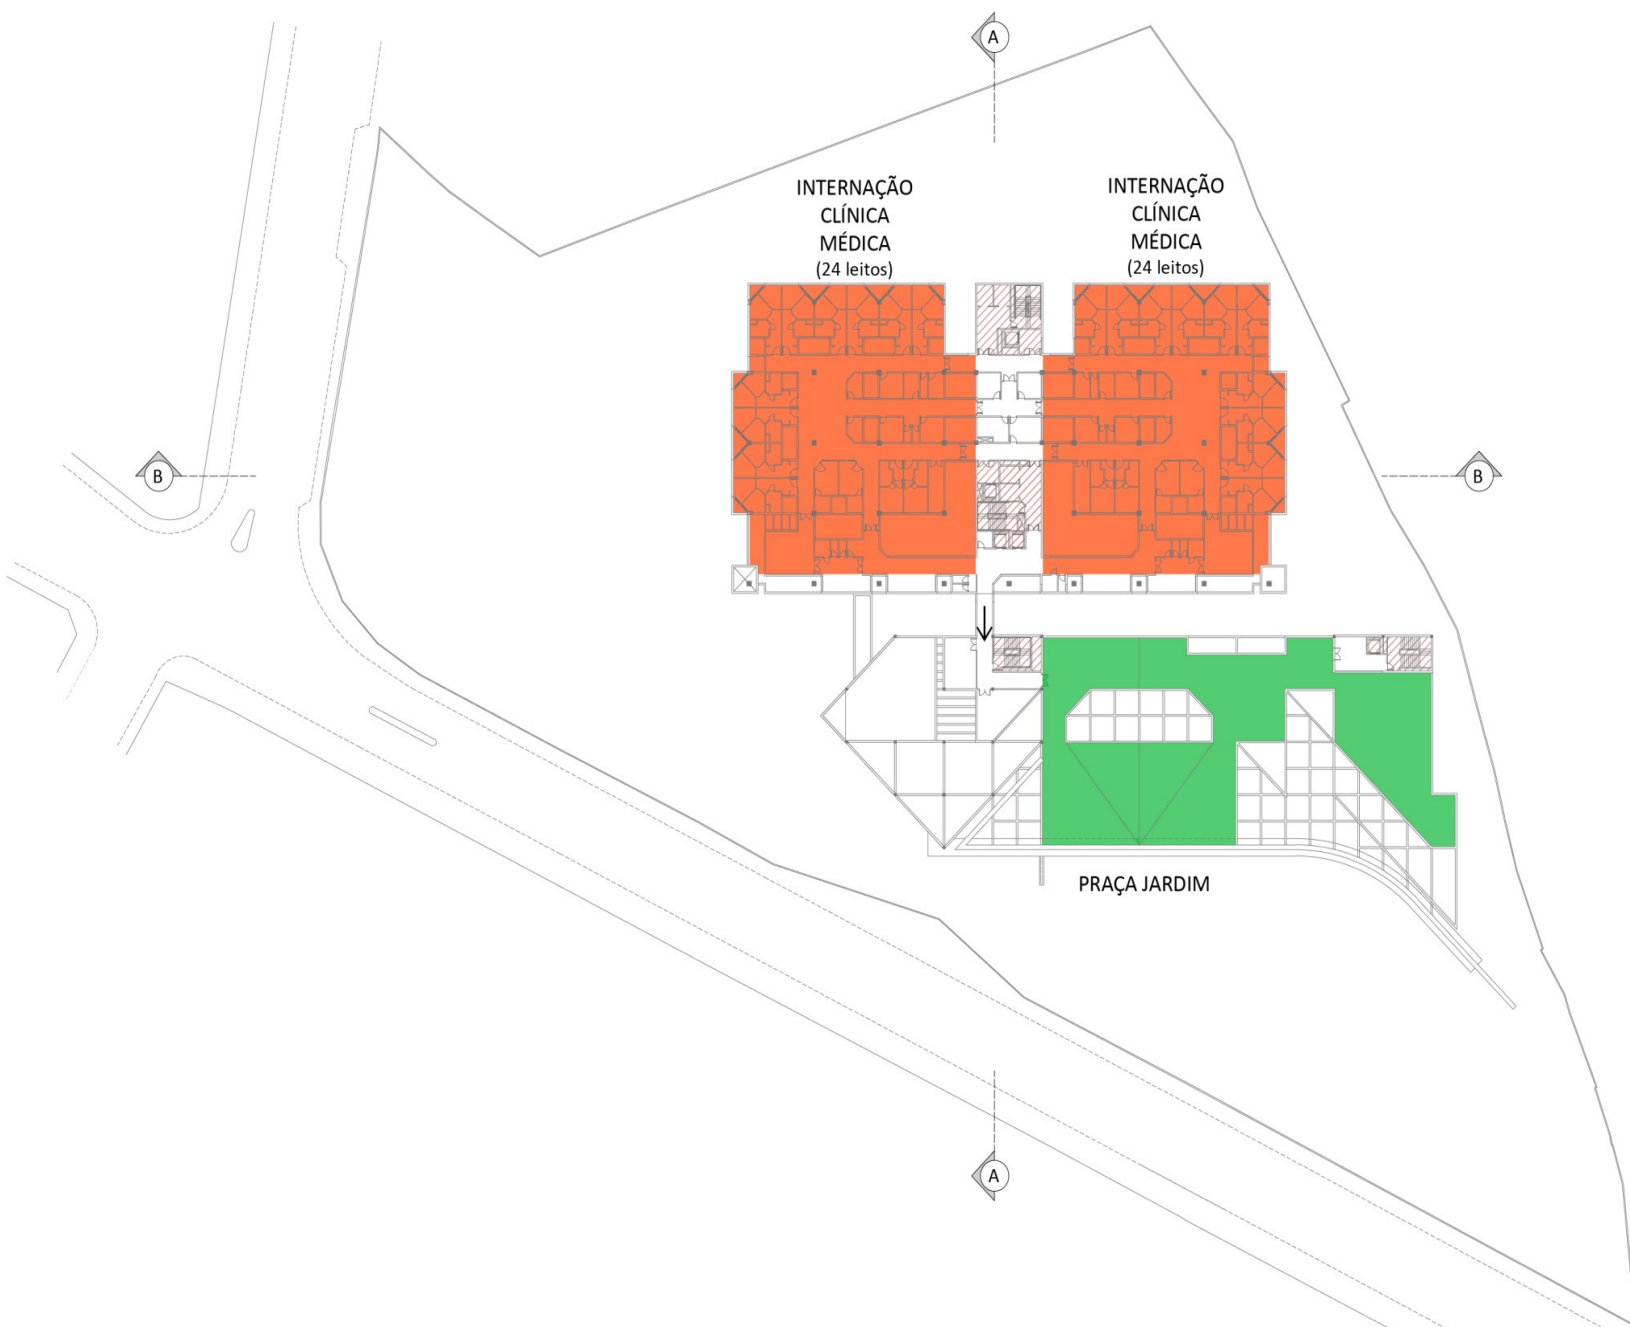 A
INTERNAÇÃO
CLÍNICA
MÉDICA
(24 leitos)
INTERNAÇÃO
CLÍNICA
MÉDICA
(24 leitos)
B
B
PRAÇA JARDIM
A